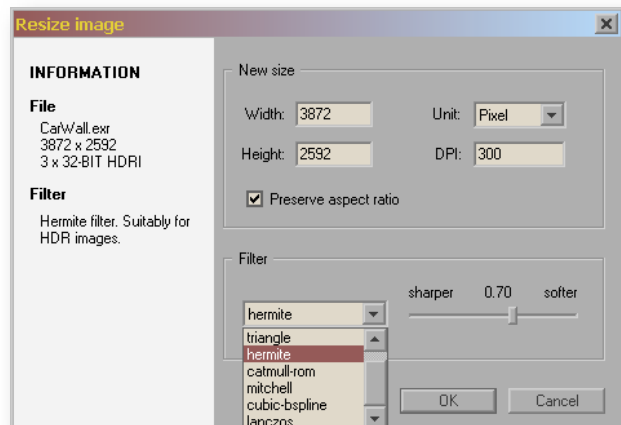 Resize image
INFORMATION
File
CarWall.exr
3872 x 2592
3 x 32-BIT HDRI
Filter
Hermite filter. Suitably for
HDR images.
New size
Width: 3872 Unit: Pixel
Height: 2592 DPI: 300
Preserve aspect ratio
Filter
sharper 0.70 softer
hermite
triangle
hermite
catmull-rom
mitchell
cubic-bspline
lanczos
OK Cancel